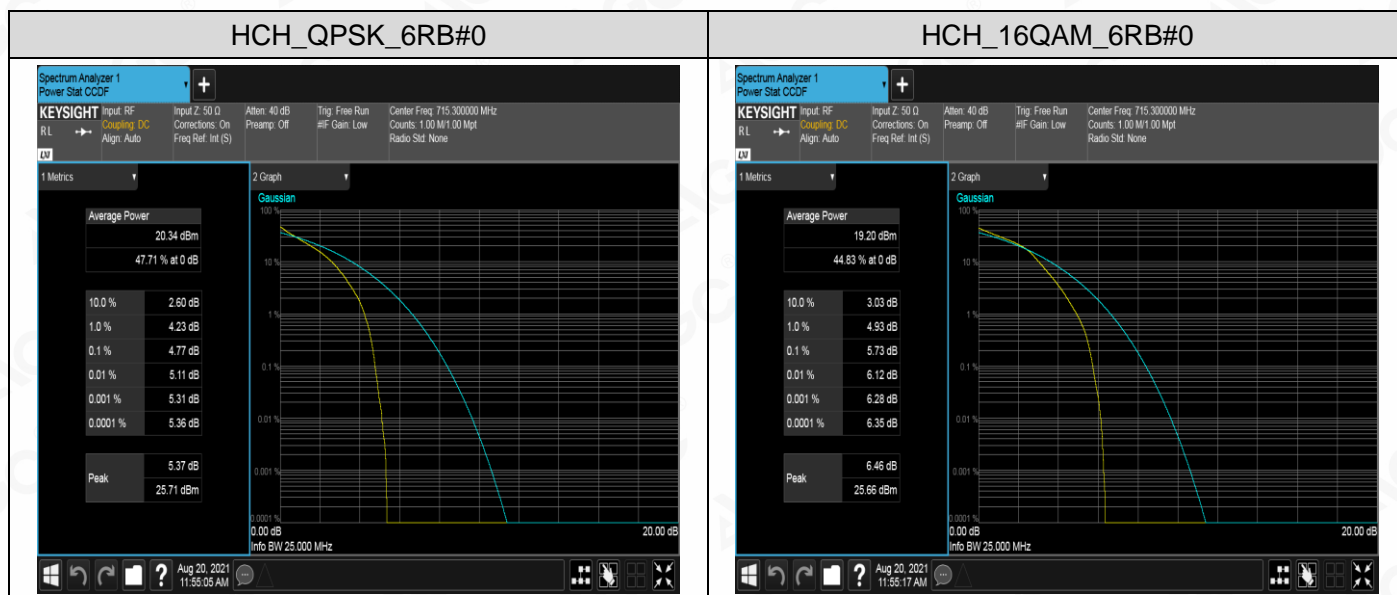 HCH_QPSK_6RB#0
Spectrum Analyzer 1
Power Stat CCDF
+
KEYSIGHT
RL
LXI
Input: RF
Coupling: DC
Align: Auto
Input Z: 50 Ω
Corrections: On
Freq Ref: Int (S)
Atten: 40 dB
Preamp: Off
Trig: Free Run
#IF Gain: Low
Center Freq: 715.300000 MHz
Counts: 1.00 M/1.00 Mpt
Radio Std: None
1 Metrics
Average Power
20.34 dBm
47.71 % at 0 dB
10.0 % 2.60 dB
1.0 % 4.23 dB
0.1 % 4.77 dB
0.01 % 5.11 dB
0.001 % 5.31 dB
0.0001 % 5.36 dB
Peak
5.37 dB
25.71 dBm
2 Graph
Gaussian
100 %
10 %
1 %
0.1 %
0.01 %
0.001 %
0.0001 %
0.00 dB 20.00 dB
Info BW 25.000 MHz
?
Aug 20, 2021
11:55:05 AM
HCH_16QAM_6RB#0
Spectrum Analyzer 1
Power Stat CCDF
+
KEYSIGHT
RL
LXI
Input: RF
Coupling: DC
Align: Auto
Input Z: 50 Ω
Corrections: On
Freq Ref: Int (S)
Atten: 40 dB
Preamp: Off
Trig: Free Run
#IF Gain: Low
Center Freq: 715.300000 MHz
Counts: 1.00 M/1.00 Mpt
Radio Std: None
1 Metrics
Average Power
19.20 dBm
44.83 % at 0 dB
10.0 % 3.03 dB
1.0 % 4.93 dB
0.1 % 5.73 dB
0.01 % 6.12 dB
0.001 % 6.28 dB
0.0001 % 6.35 dB
Peak
6.46 dB
25.66 dBm
2 Graph
Gaussian
100 %
10 %
1 %
0.1 %
0.01 %
0.001 %
0.0001 %
0.00 dB 20.00 dB
Info BW 25.000 MHz
?
Aug 20, 2021
11:55:17 AM